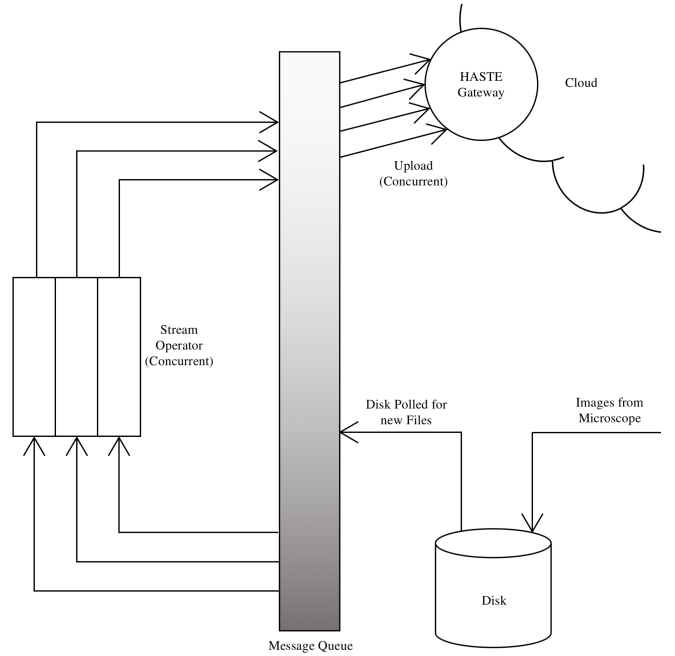 HASTE
Gateway
Cloud
Upload
(Concurrent)
Stream
Operator
(Concurrent)
Disk Polled for
new Files
Images from
Microscope
Disk
Message Queue